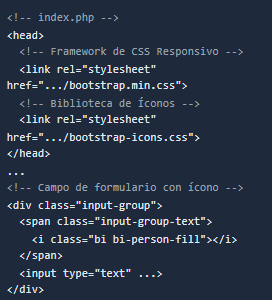 <!-- index.php -->
<head>
<!-- Framework de CSS Responsivo -->
<link rel="stylesheet"
href=".../bootstrap.min.css">
<!-- Biblioteca de Íconos -->
<link rel="stylesheet"
href=".../bootstrap-icons.css">
</head>
...
<!-- Campo de formulario con ícono -->
<div class="input-group">
<span class="input-group-text">
<i class="bi bi-person-fill"></i>
</span>
<input type="text" ...>
</div>